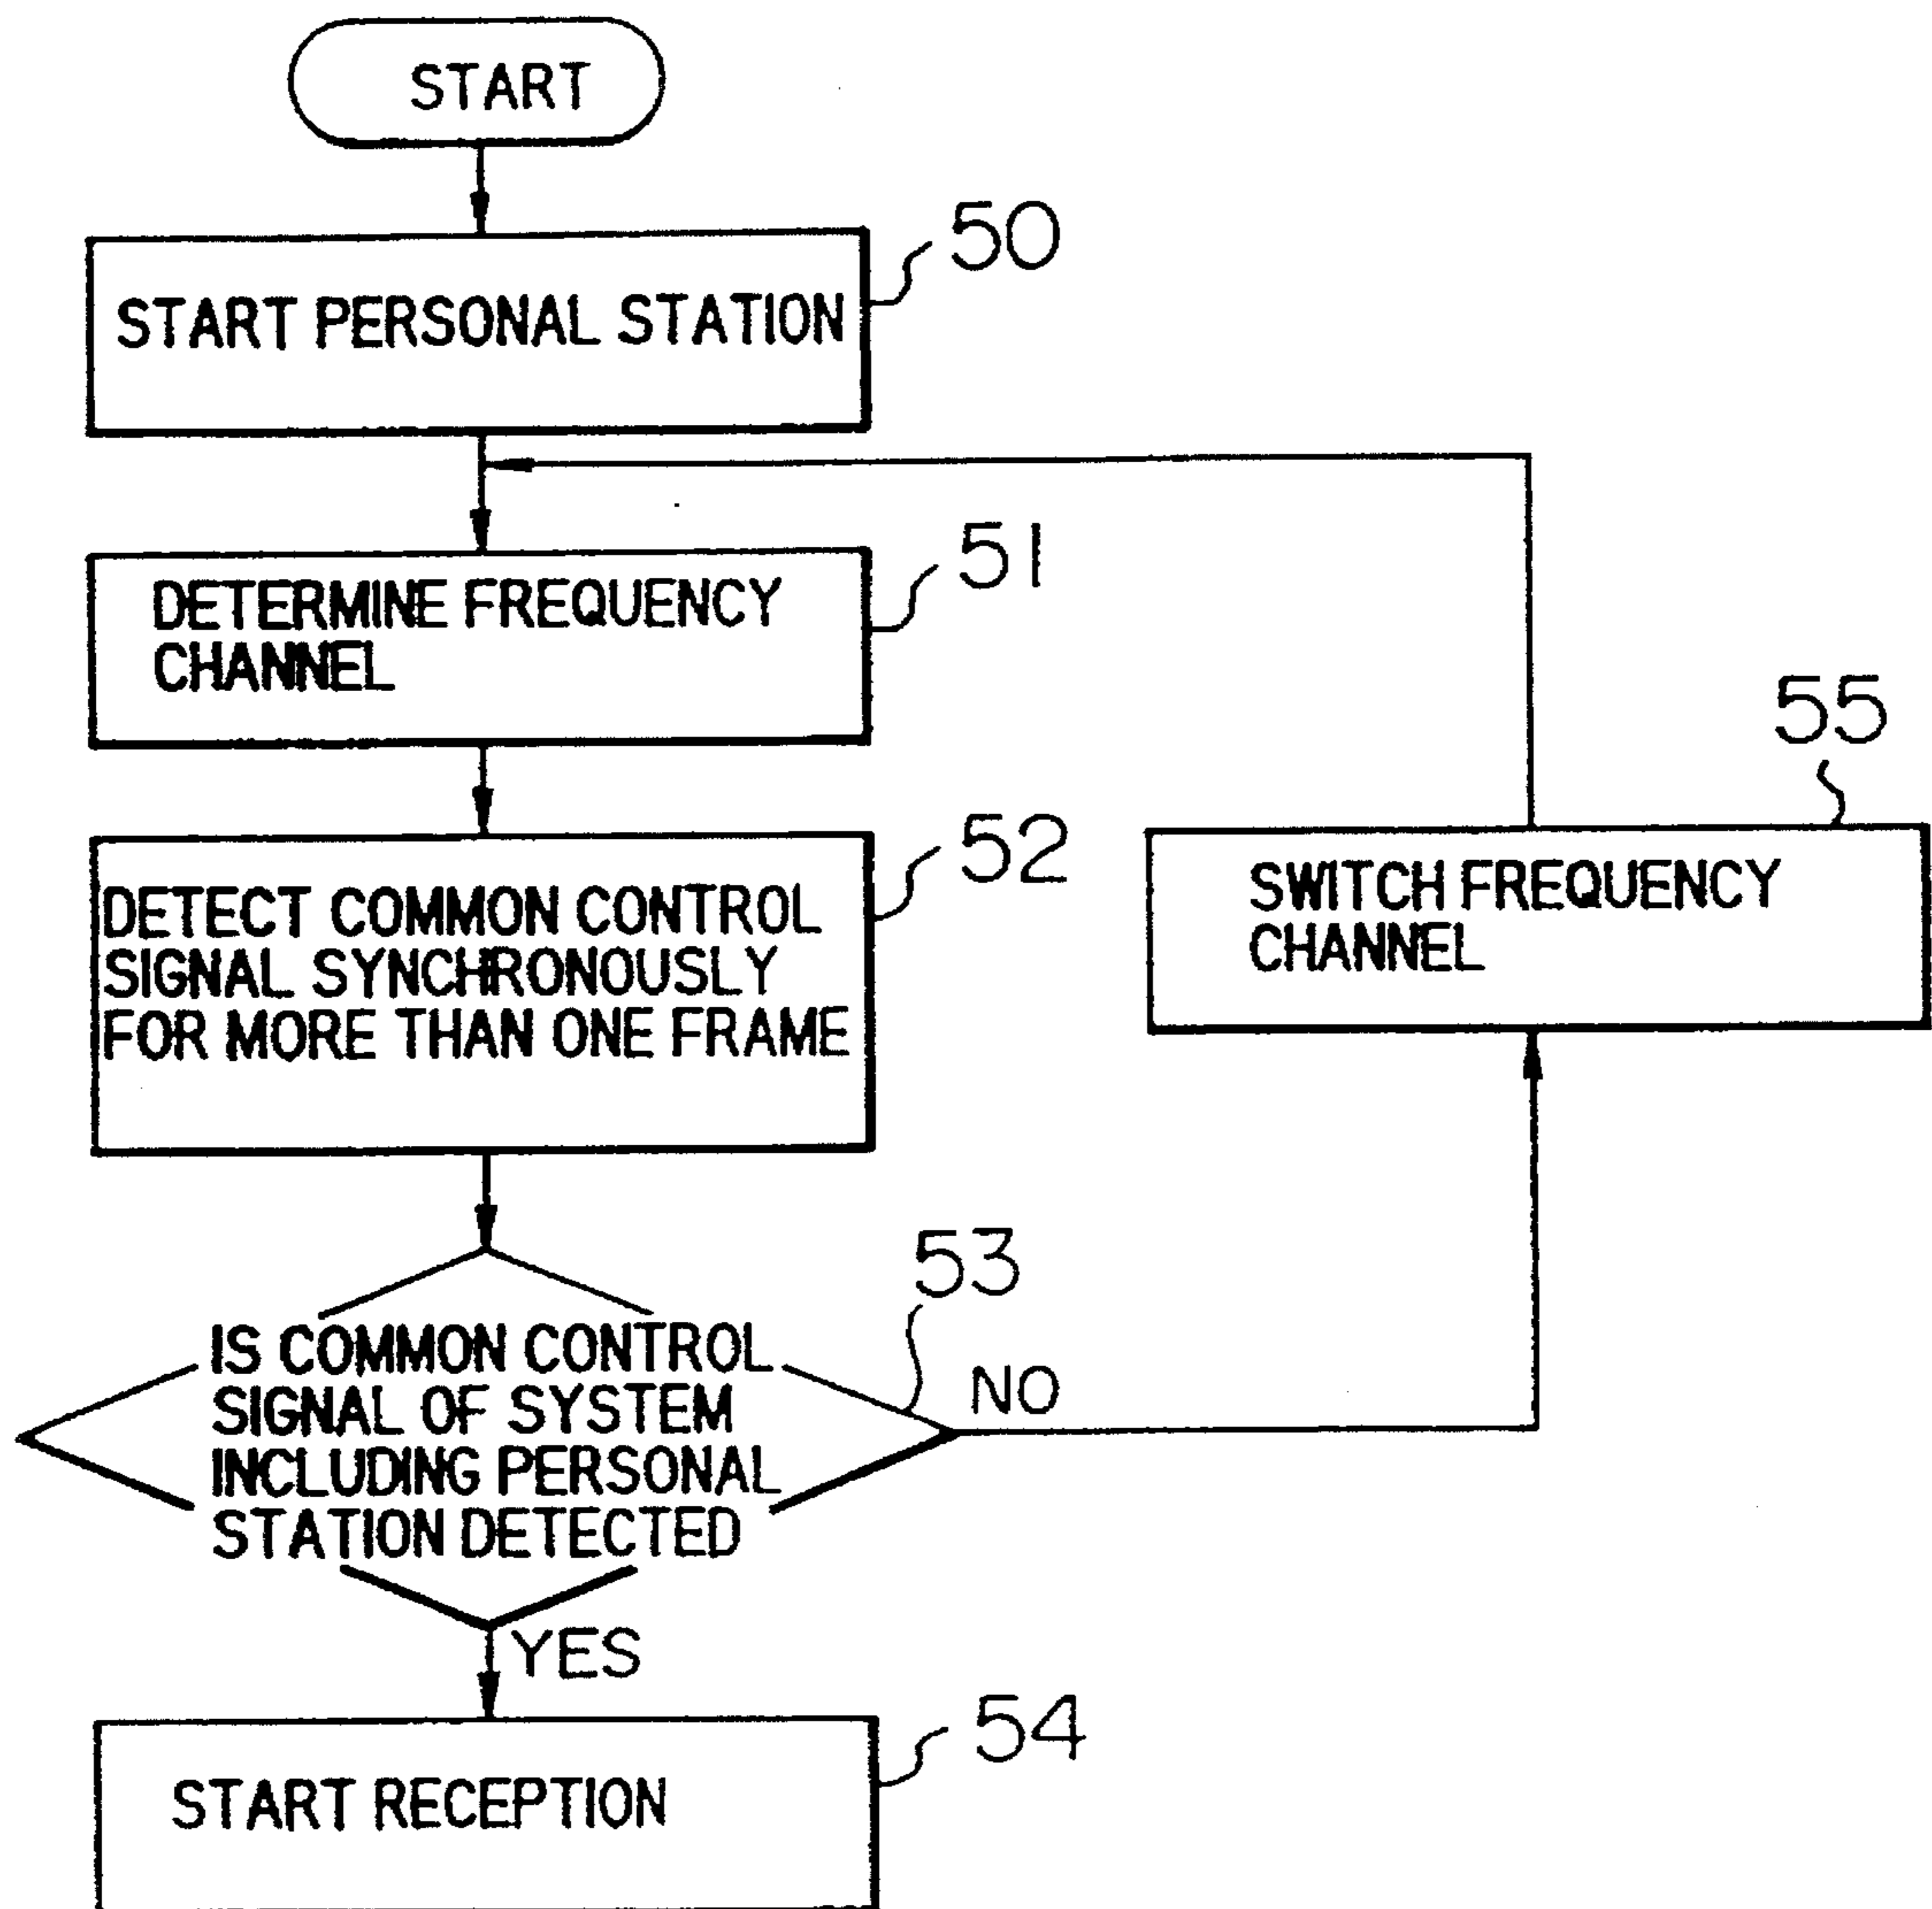 START
50
START PERSONAL STATION
51
DETERMINE FREQUENCY
CHANNEL
52
DETECT COMMON CONTROL
SIGNAL SYNCHRONOUSLY
FOR MORE THAN ONE FRAME
55
SWITCH FREQUENCY
CHANNEL
53
IS COMMON CONTROL
SIGNAL OF SYSTEM
INCLUDING PERSONAL
STATION DETECTED
NO
YES
54
START RECEPTION